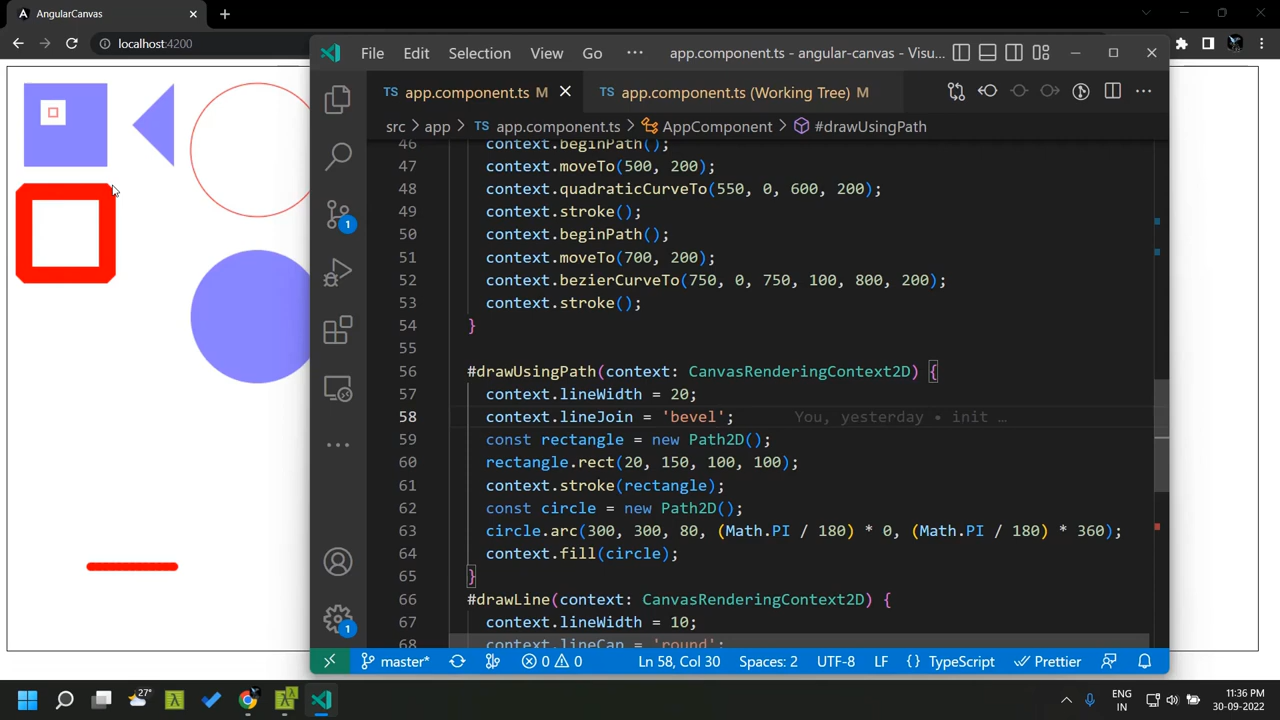 AngularCanvas
localhost:4200
File Edit Selection View Go ··· app.component.ts - angular-canvas - Visu...
TS app.component.ts M TS app.component.ts (Working Tree) M
src > app > TS app.component.ts > AppComponent > #drawUsingPath
46 context.beginPath();
47 context.moveTo(500, 200);
48 context.quadraticCurveTo(550, 0, 600, 200);
49 context.stroke();
50 context.beginPath();
51 context.moveTo(700, 200);
52 context.bezierCurveTo(750, 0, 750, 100, 800, 200);
53 context.stroke();
54 }
55
56 #drawUsingPath(context: CanvasRenderingContext2D) {
57 context.lineWidth = 20;
58 context.lineJoin = 'bevel'; You, yesterday • init …
59 const rectangle = new Path2D();
60 rectangle.rect(20, 150, 100, 100);
61 context.stroke(rectangle);
62 const circle = new Path2D();
63 circle.arc(300, 300, 80, (Math.PI / 180) * 0, (Math.PI / 180) * 360);
64 context.fill(circle);
65 }
66 #drawLine(context: CanvasRenderingContext2D) {
67 context.lineWidth = 10;
68 context.lineCap = 'round';
1
1
master* 0 0 Ln 58, Col 30 Spaces: 2 UTF-8 LF {} TypeScript Prettier
27°
ENG
IN
11:36 PM
30-09-2022